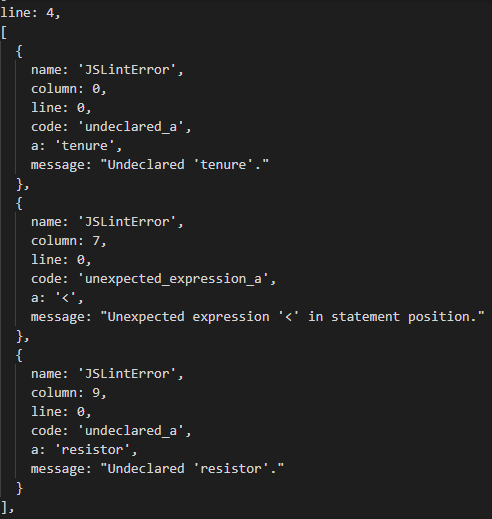 line: 4,
[
  {
    name: 'JSLintError',
    column: 0,
    line: 0,
    code: 'undeclared_a',
    a: 'tenure',
    message: "Undeclared 'tenure'."
  },
  {
    name: 'JSLintError',
    column: 7,
    line: 0,
    code: 'unexpected_expression_a',
    a: '<',
    message: "Unexpected expression '<' in statement position."
  },
  {
    name: 'JSLintError',
    column: 9,
    line: 0,
    code: 'undeclared_a',
    a: 'resistor',
    message: "Undeclared 'resistor'."
  }
],